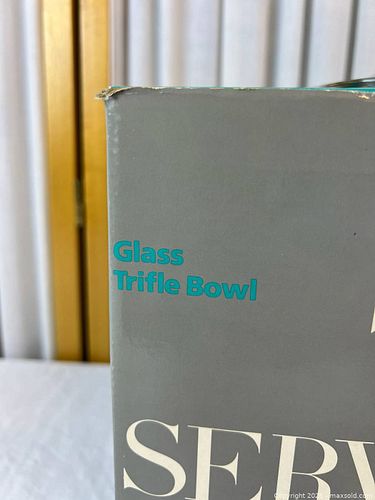 Glass
Trifle Bowl
SERV